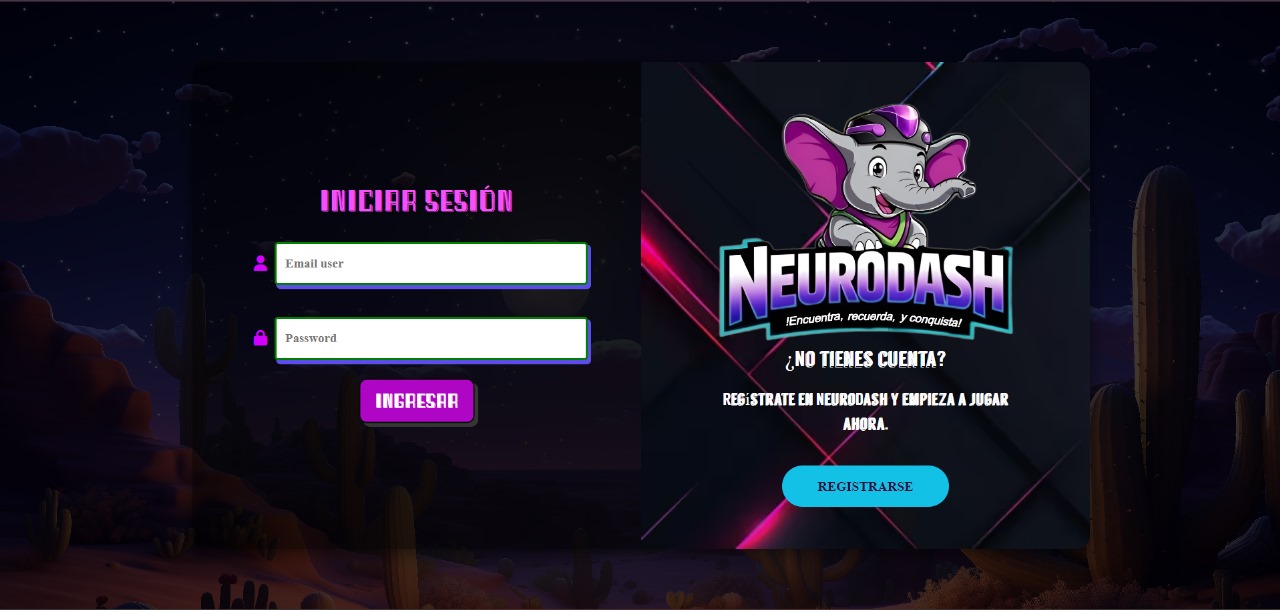 INICIAR SESIÓN
Email user
Password
INGRESAR
NEURODASH
!Encuentra, recuerda, y conquista!
¿NO TIENES CUENTA?
REGíSTRATE EN NEURODASH Y EMPIEZA A JUGAR
AHORA.
REGISTRARSE